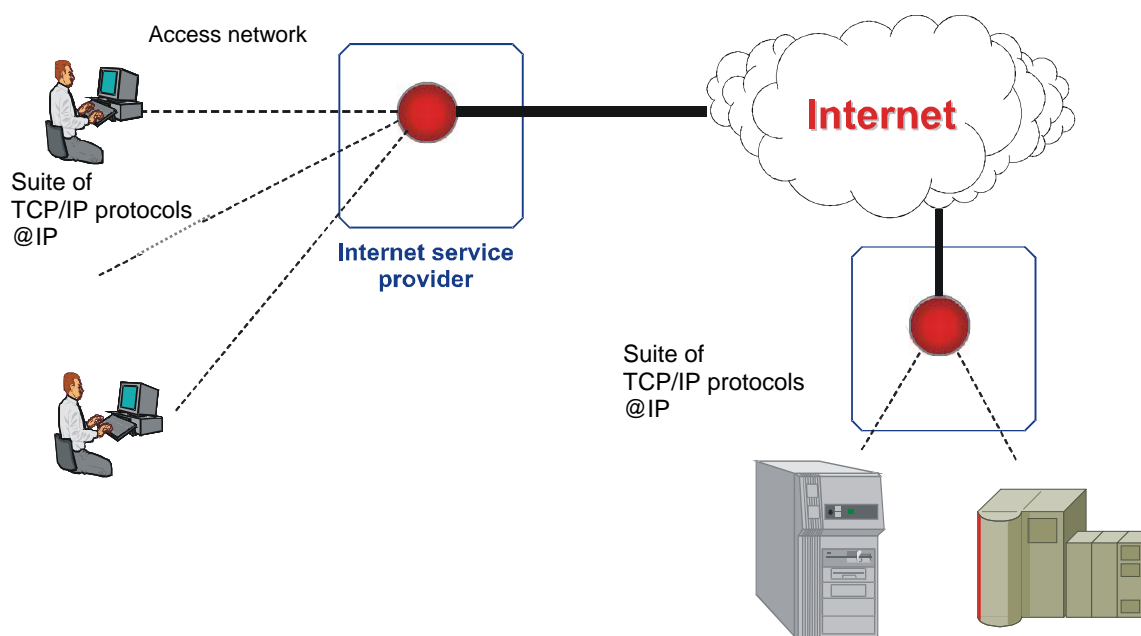 Access network
Internet
Suite of
TCP/IP protocols
@IP
Internet service
provider
Suite of
TCP/IP protocols
@IP